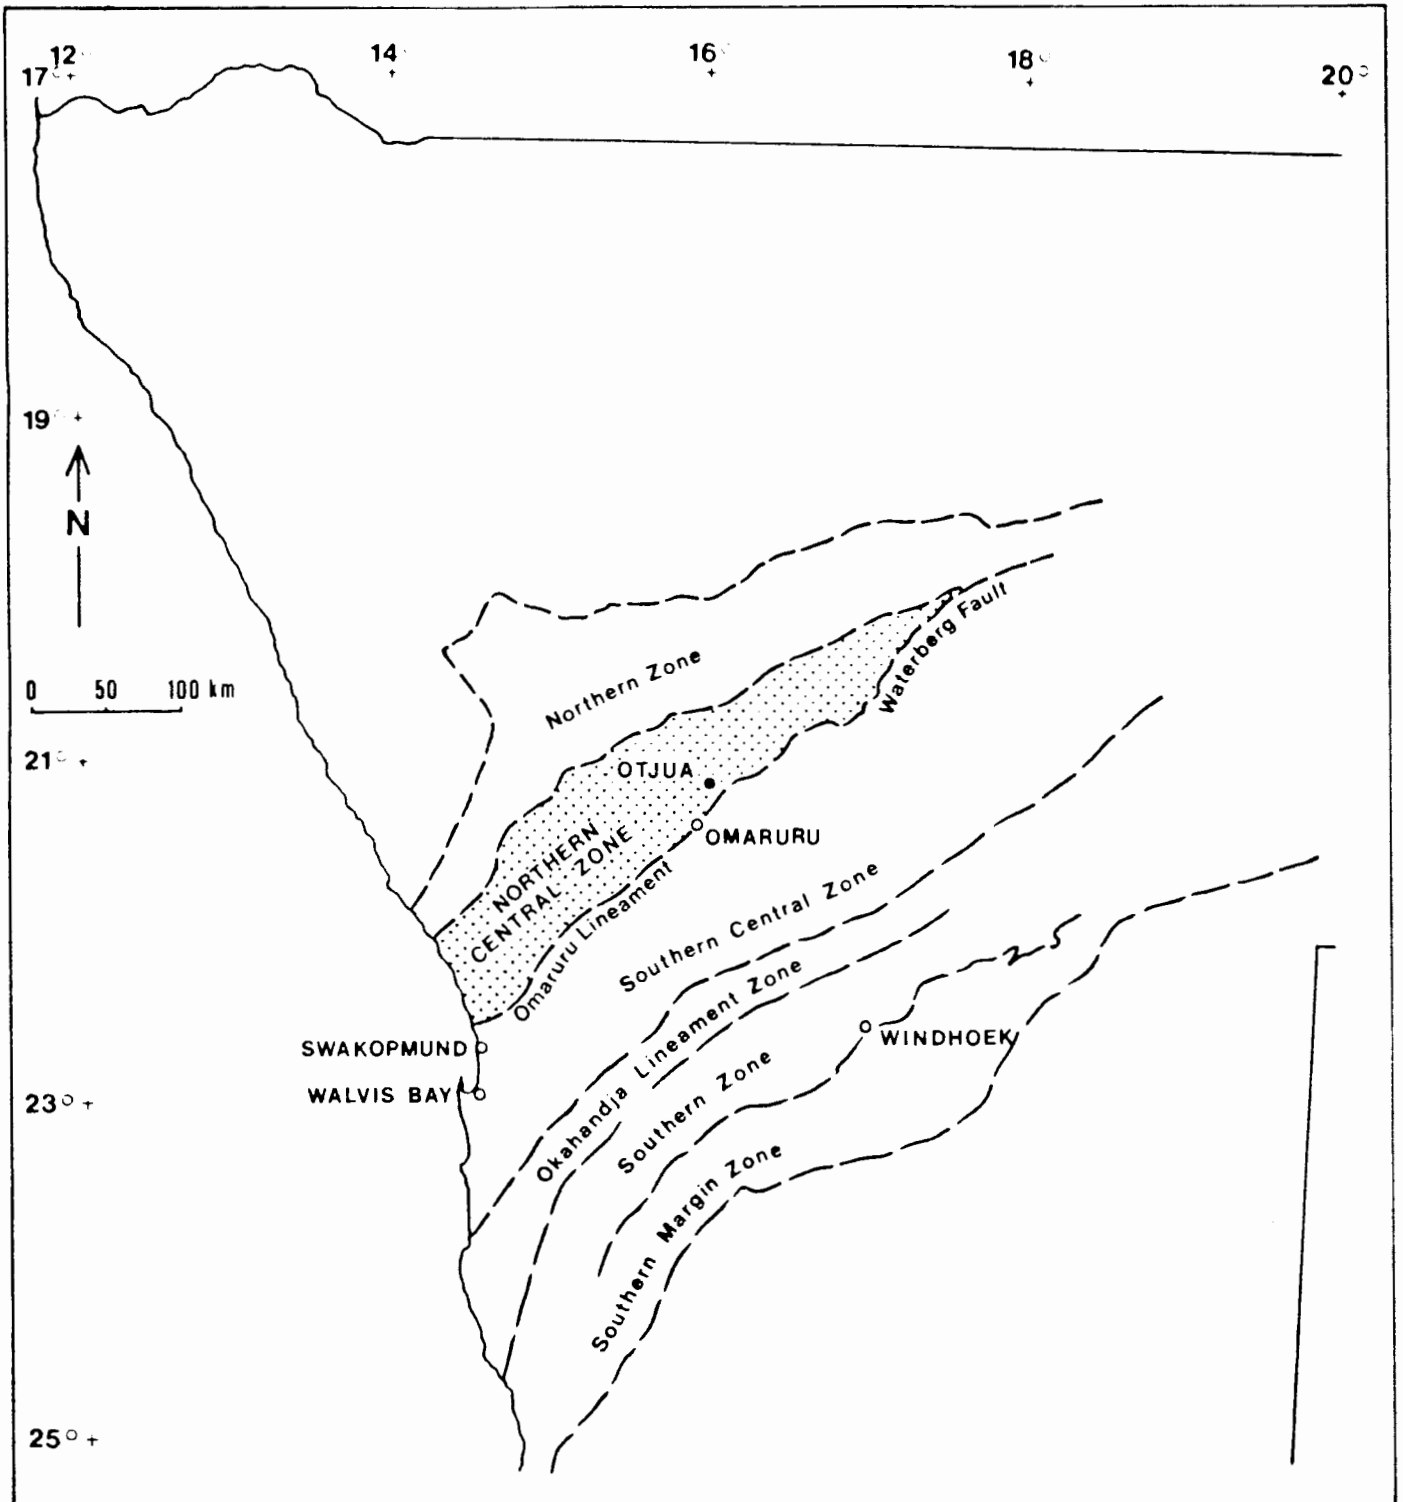 12°
14°
16°
18°
20°
17°
19°
N
0 50 100 km
21°
Northern Zone
Waterberg Fault
OTJUA
OMARURU
NORTHERN
CENTRAL ZONE
Omaruru Lineament
Southern Central Zone
Okahandja Lineament Zone
SWAKOPMUND
WALVIS BAY
WINDHOEK
23°
Southern Zone
Southern Margin Zone
25°